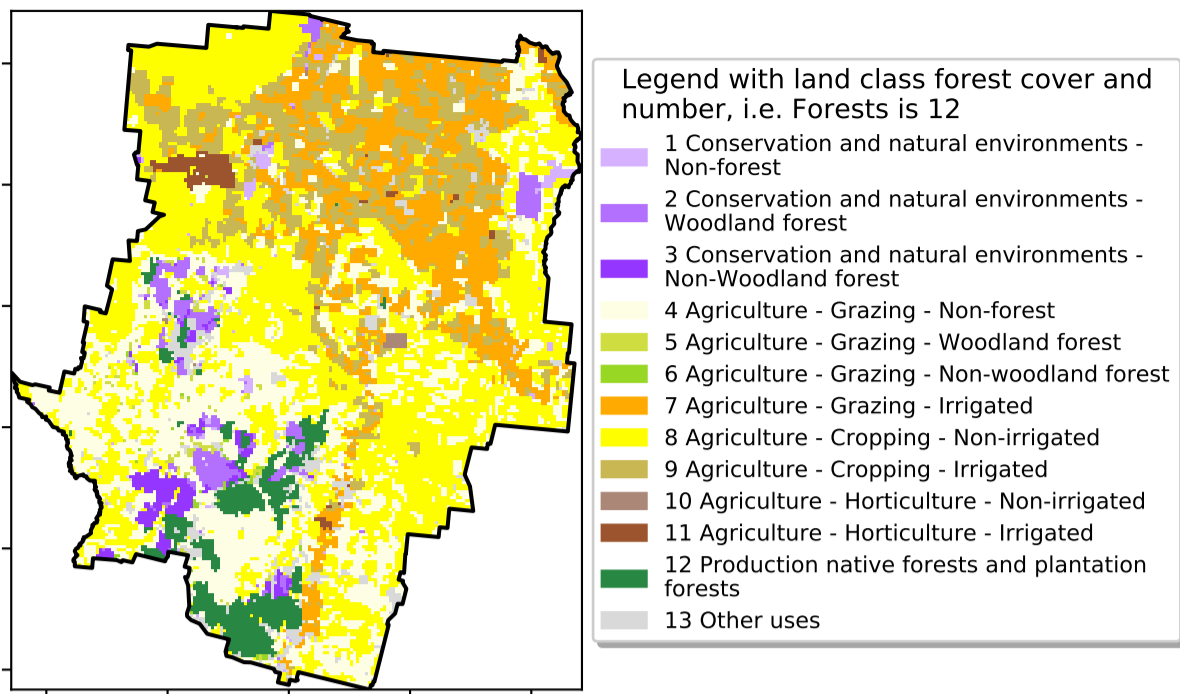 Legend with land class forest cover and
number, i.e. Forests is 12
1 Conservation and natural environments -
Non-forest
2 Conservation and natural environments -
Woodland forest
3 Conservation and natural environments -
Non-Woodland forest
4 Agriculture - Grazing - Non-forest
5 Agriculture - Grazing - Woodland forest
6 Agriculture - Grazing - Non-woodland forest
7 Agriculture - Grazing - Irrigated
8 Agriculture - Cropping - Non-irrigated
9 Agriculture - Cropping - Irrigated
10 Agriculture - Horticulture - Non-irrigated
11 Agriculture - Horticulture - Irrigated
12 Production native forests and plantation
forests
13 Other uses